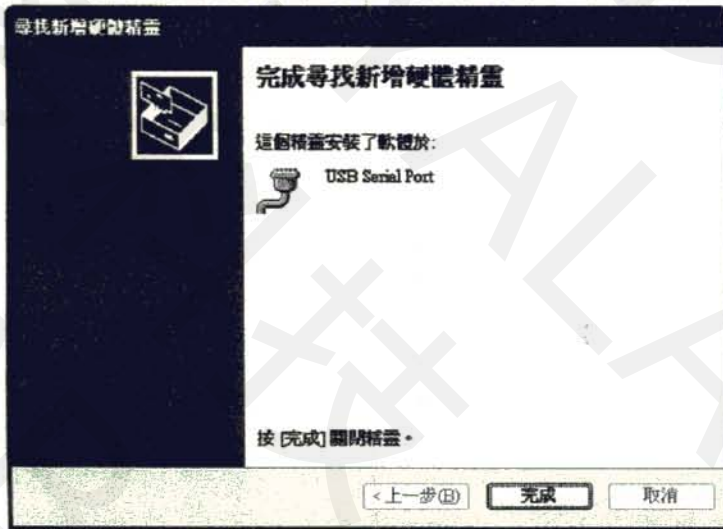 尋找新增硬體精靈
完成尋找新增硬體精靈
這個精靈安裝了軟體於:
USB Serial Port
按 [完成] 關閉精靈。
<上一步(B)
完成
取消